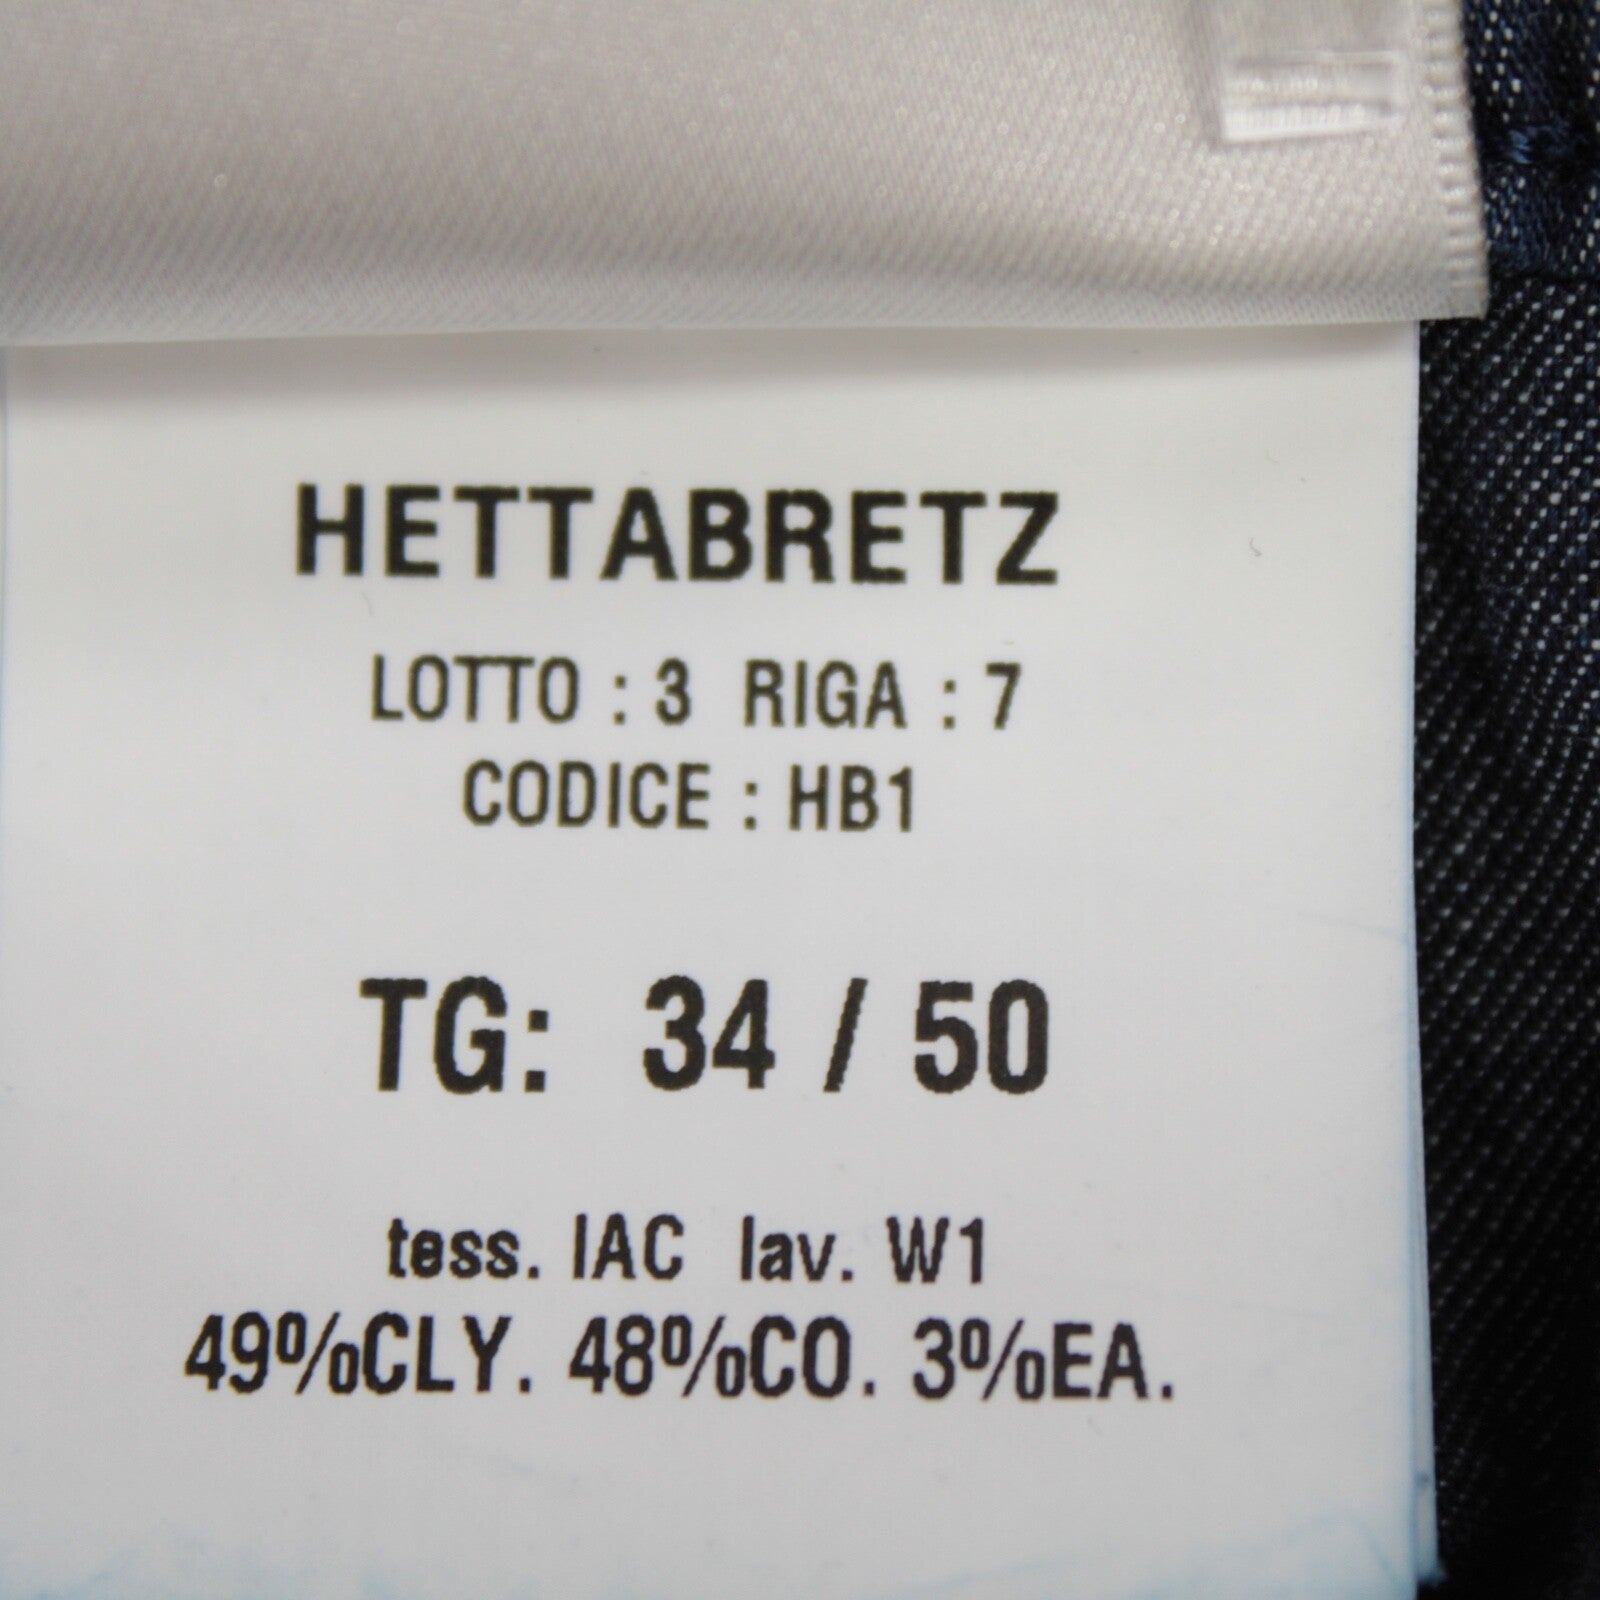 HETTABRETZ
LOTTO : 3 RIGA : 7
CODICE : HB1
TG: 34 / 50
tess. IAC lav. W1
49%CLY. 48%CO. 3%EA.